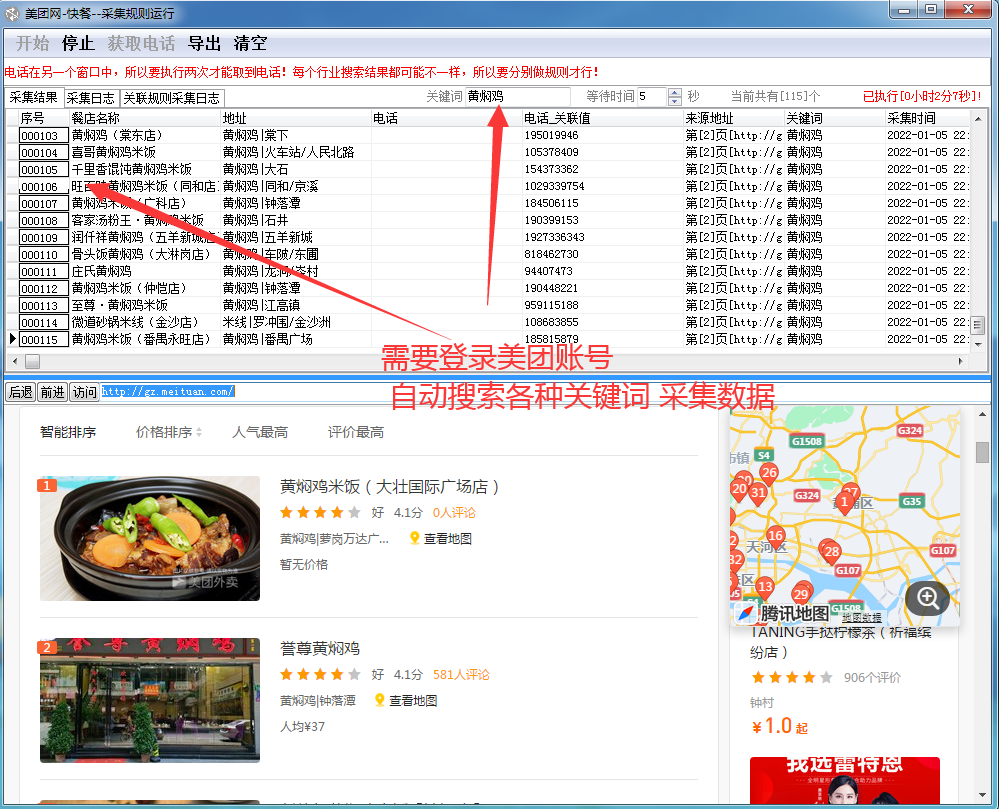 美团网-快餐--采集规则运行
开始 停止 获取电话 导出 清空
电话在另一个窗口中，所以要执行两次才能取到电话！每个行业搜索结果都可能不一样，所以要分别做规则才行！
采集结果 采集日志 关联规则采集日志 关键词 黄焖鸡 等待时间 5 秒 当前共有[115]个 已执行[0小时2分7秒]！
序号 餐店名称 地址 电话 电话_关联值 来源地址 关键词 采集时间
000103 黄焖鸡（棠东店） 黄焖鸡|棠下 195019946 第[2]页[http://g 黄焖鸡 2022-01-05 22:
000104 喜哥黄焖鸡米饭 黄焖鸡|火车站/人民北路 105378409 第[2]页[http://g 黄焖鸡 2022-01-05 22:
000105 千里香馄饨黄焖鸡米饭 黄焖鸡|大石 154373362 第[2]页[http://g 黄焖鸡 2022-01-05 22:
000106 旺 黄焖鸡米饭（同和店 黄焖鸡|同和/京溪 1029339754 第[2]页[http://g 黄焖鸡 2022-01-05 22:
000107 黄焖鸡米饭（广科店） 黄焖鸡|钟落潭 184506115 第[2]页[http://g 黄焖鸡 2022-01-05 22:
000108 客家汤粉王·黄焖鸡米饭 黄焖鸡|石井 190399153 第[2]页[http://g 黄焖鸡 2022-01-05 22:
000109 润仟祥黄焖鸡（五羊新城店 黄焖鸡|五羊新城 1927336343 第[2]页[http://g 黄焖鸡 2022-01-05 22:
000110 骨头饭黄焖鸡（大淋岗店） 黄焖鸡|车陂/东圃 818462730 第[2]页[http://g 黄焖鸡 2022-01-05 22:
000111 庄氏黄焖鸡 黄焖鸡|龙洞/岑村 94407473 第[2]页[http://g 黄焖鸡 2022-01-05 22:
000112 黄焖鸡米饭（仲恺店） 黄焖鸡|钟落潭 190448221 第[2]页[http://g 黄焖鸡 2022-01-05 22:
000113 至尊·黄焖鸡米饭 黄焖鸡|江高镇 959115188 第[2]页[http://g 黄焖鸡 2022-01-05 22:
000114 微道砂锅米线（金沙店） 米线|罗冲围/金沙洲 108683855 第[2]页[http://g 黄焖鸡 2022-01-05 22:
000115 黄焖鸡米饭（番禺永旺店） 黄焖鸡|番禺广场 185815879 第[2]页[http://g 黄焖鸡 2022-01-05 22:
需要登录美团账号
自动搜索各种关键词 采集数据
后退 前进 访问 http://gz.meituan.com/
智能排序 价格排序 人气最高 评价最高
1
黄焖鸡米饭（大壮国际广场店）
好 4.1分 0人评论
黄焖鸡|萝岗万达广... 查看地图
暂无价格
美团外卖
2
誉尊黄焖鸡
好 4.1分 581人评论
黄焖鸡|钟落潭 查看地图
人均¥37
G324
G1508
S4
26
20
31
G324
27
1
G35
16
天河区
28
G107
32
G107
13
29
G1508
腾讯地图
地图数据
TANING手挞柠檬茶（祈福缤
纷店）
906个评价
钟村
¥1.0起
我选雷特恩